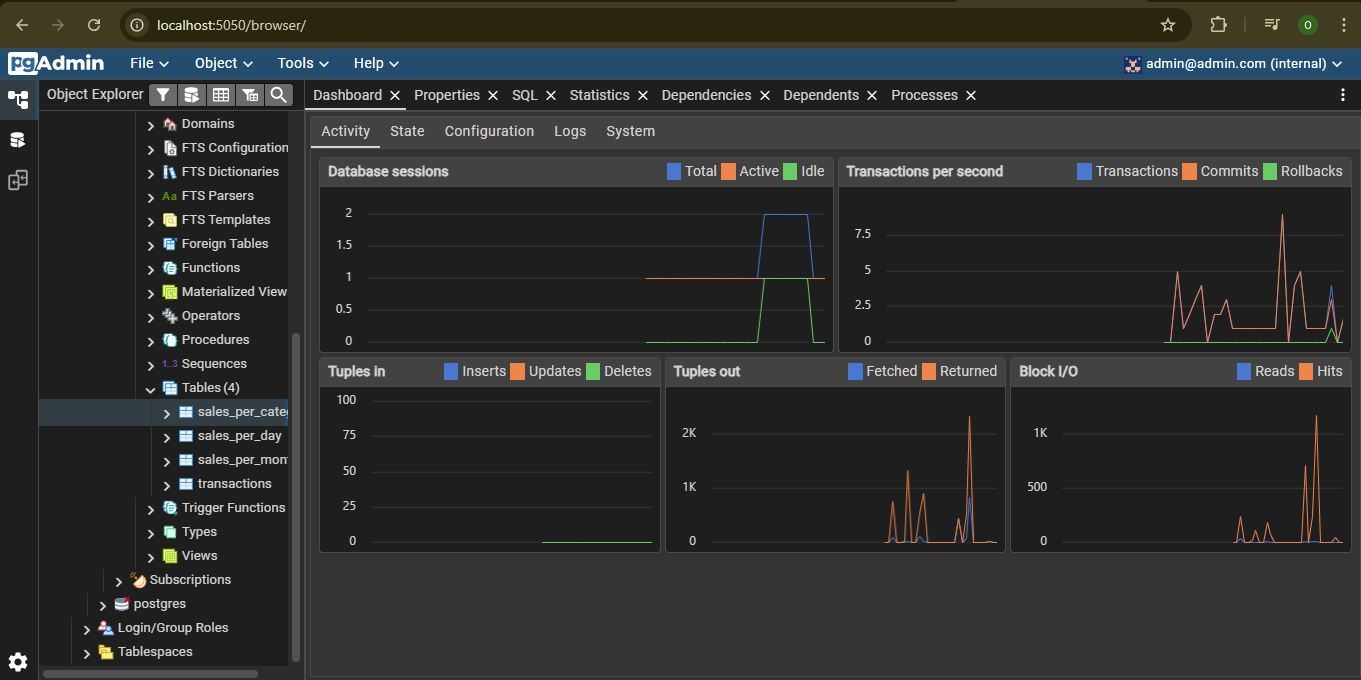 localhost:5050/browser/
O
pgAdmin File Object Tools Help admin@admin.com (internal)
Object Explorer
Dashboard Properties SQL Statistics Dependencies Dependents Processes
Domains
FTS Configuration
FTS Dictionaries
Aa FTS Parsers
FTS Templates
Foreign Tables
Functions
Materialized View
Operators
Procedures
1..3 Sequences
Tables (4)
sales_per_cate
sales_per_day
sales_per_mon
transactions
Trigger Functions
Types
Views
Subscriptions
postgres
Login/Group Roles
Tablespaces
Activity State Configuration Logs System
Database sessions Total Active Idle
2
1.5
1
0.5
0
Transactions per second Transactions Commits Rollbacks
7.5
5
2.5
0
Tuples in Inserts Updates Deletes
100
75
50
25
0
Tuples out Fetched Returned
2K
1K
0
Block I/O Reads Hits
1K
500
0